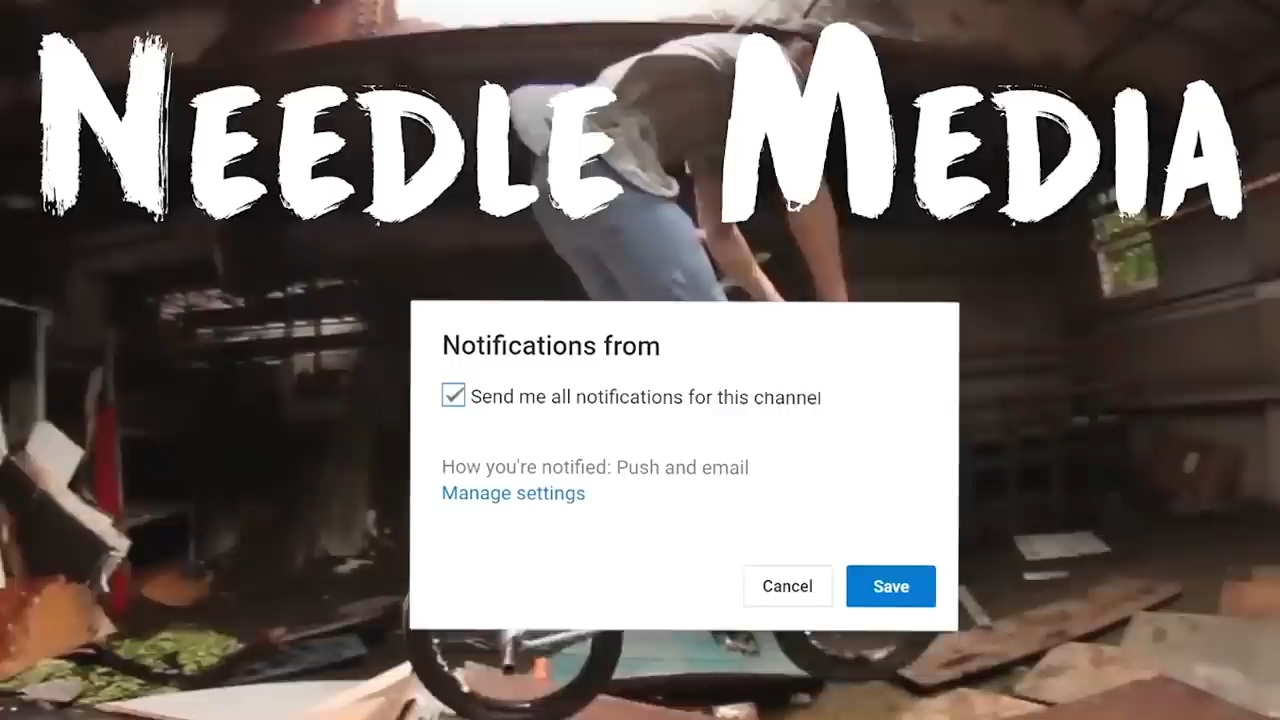 NEEDLE MEDIA
Notifications from
Send me all notifications for this channel
How you're notified: Push and email
Manage settings
Cancel Save